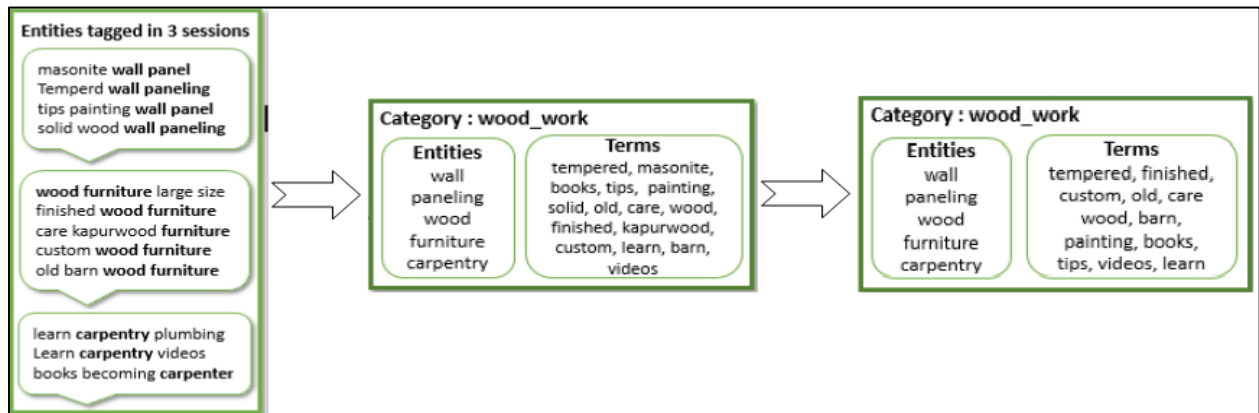 Entities tagged in 3 sessions
masonite wall panel
Temperd wall paneling
tips painting wall panel
solid wood wall paneling
wood furniture large size
finished wood furniture
care kapurwood furniture
custom wood furniture
old barn wood furniture
learn carpentry plumbing
Learn carpentry videos
books becoming carpenter
Category : wood_work
Entities
wall
paneling
wood
furniture
carpentry
Terms
tempered, masonite,
books, tips, painting,
solid, old, care, wood,
finished, kapurwood,
custom, learn, barn,
videos
Category : wood_work
Entities
wall
paneling
wood
furniture
carpentry
Terms
tempered, finished,
custom, old, care
wood, barn,
painting, books,
tips, videos, learn